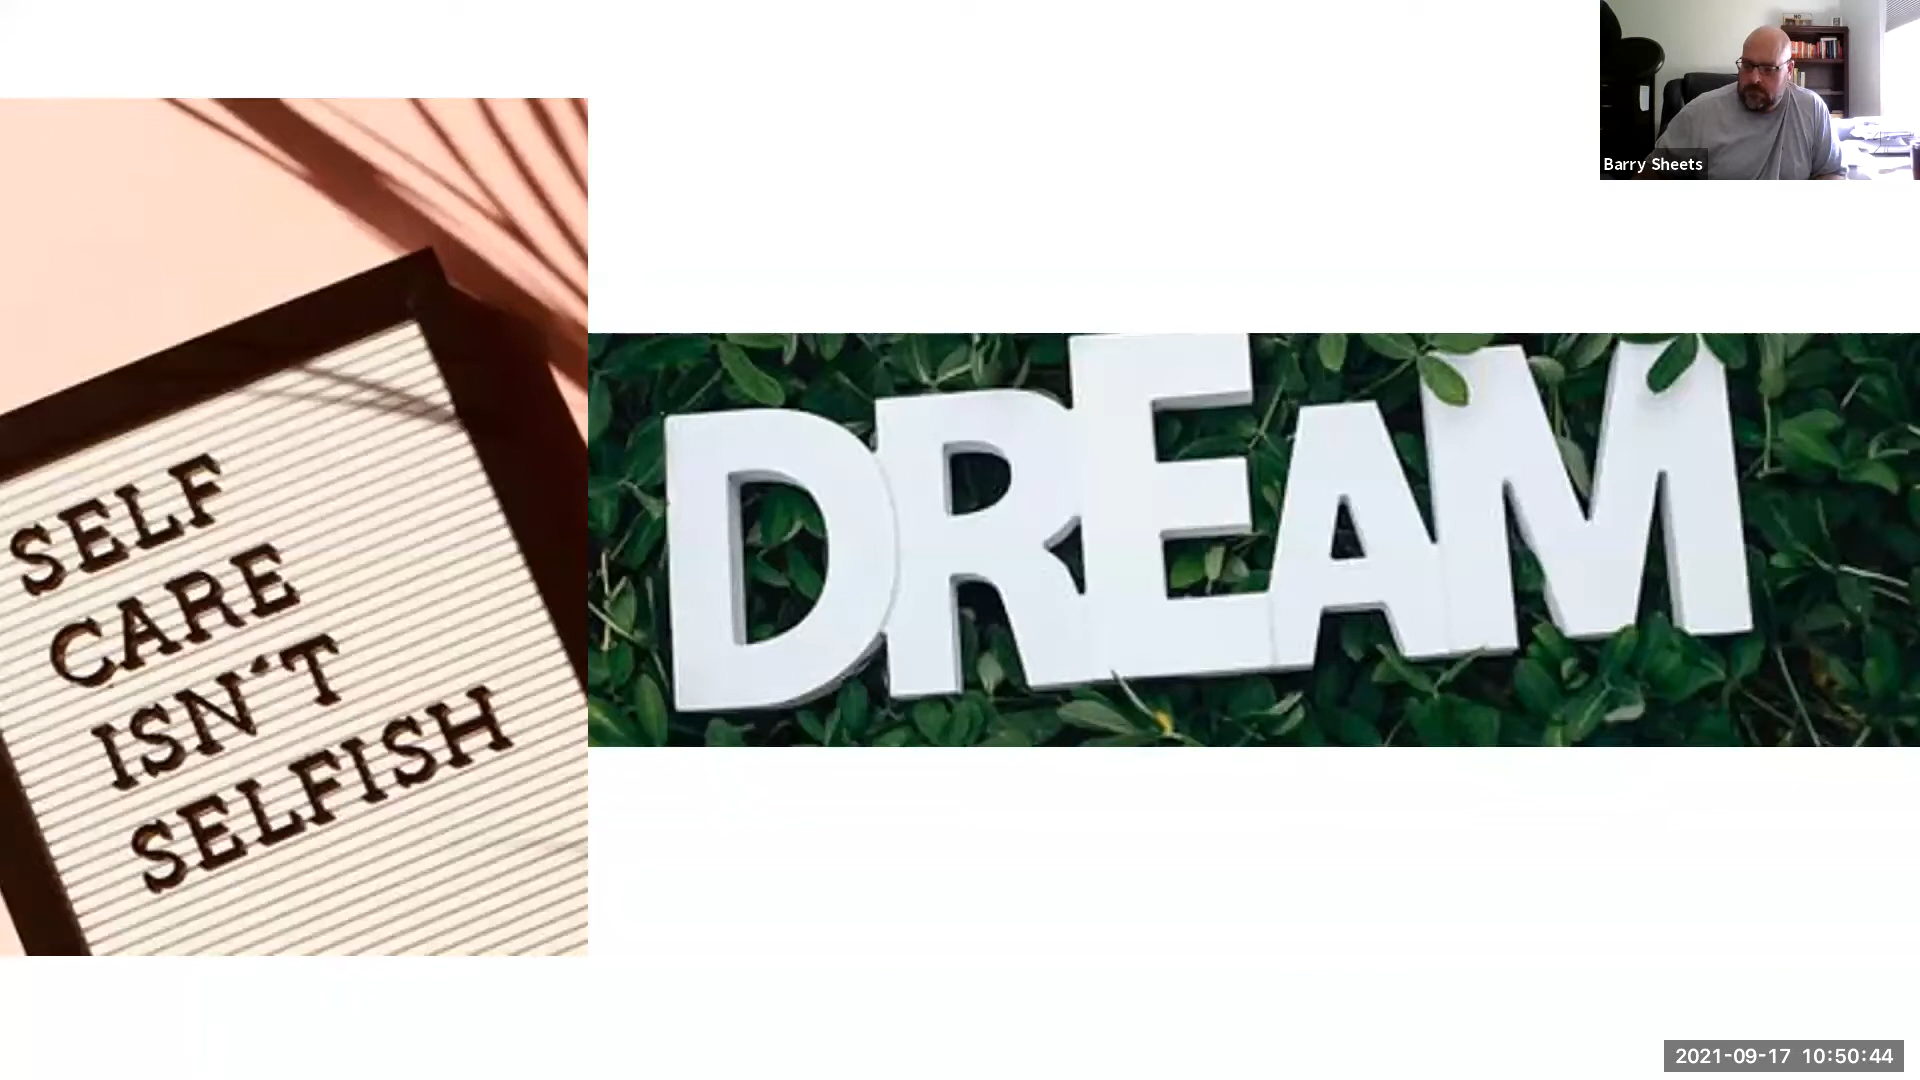 Barry Sheets
SELF
CARE
ISN'T
SELFISH
DREAM
2021-09-17 10:50:44